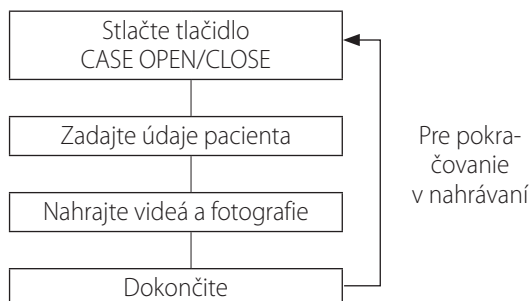 Stlačte tlačidlo
CASE OPEN/CLOSE
Zadajte údaje pacienta
Nahrajte videá a fotografie
Dokončite
Pre pokra-
čovanie
v nahrávaní